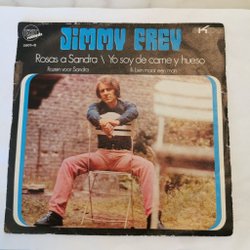 JIMMY FREY
Rosas a Sandra \ Yo soy de carne y hueso
Rozen voor Sandra
Ik ben maar een man